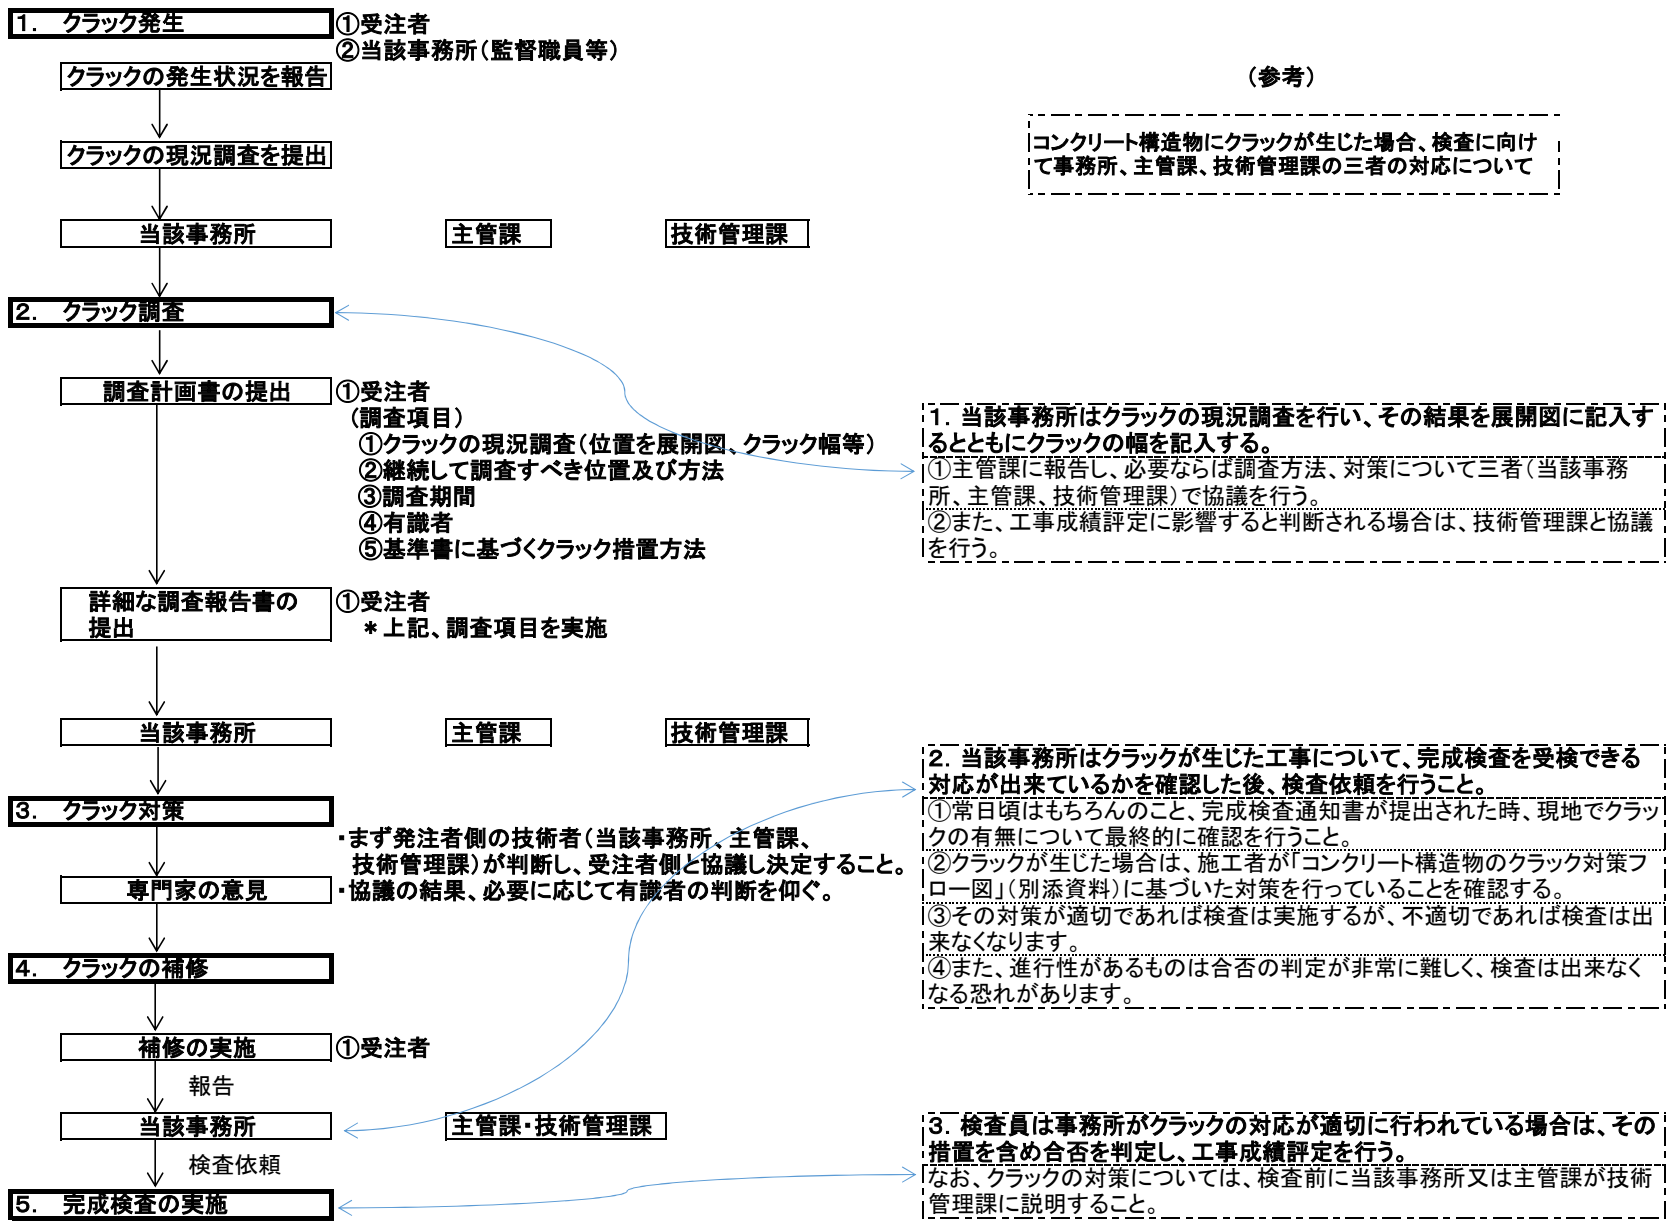 １．　クラック発生
①受注者
②当該事務所（監督職員等）
クラックの発生状況を報告
（参考）
コンクリート構造物にクラックが生じた場合、検査に向け
て事務所、主管課、技術管理課の三者の対応について
クラックの現況調査を提出
当該事務所
主管課
技術管理課
２．　クラック調査
調査計画書の提出
①受注者
（調査項目）
①クラックの現況調査（位置を展開図、クラック幅等）
②継続して調査すべき位置及び方法
③調査期間
④有識者
⑤基準書に基づくクラック措置方法
１．当該事務所はクラックの現況調査を行い、その結果を展開図に記入す
るとともにクラックの幅を記入する。
①主管課に報告し、必要ならば調査方法、対策について三者（当該事務
所、主管課、技術管理課）で協議を行う。
②また、工事成績評定に影響すると判断される場合は、技術管理課と協議
を行う。
詳細な調査報告書の
提出
①受注者
＊上記、調査項目を実施
当該事務所
主管課
技術管理課
２．当該事務所はクラックが生じた工事について、完成検査を受検できる
対応が出来ているかを確認した後、検査依頼を行うこと。
①常日頃はもちろんのこと、完成検査通知書が提出された時、現地でクラッ
クの有無について最終的に確認を行うこと。
②クラックが生じた場合は、施工者が「コンクリート構造物のクラック対策フ
ロー図」（別添資料）に基づいた対策を行っていることを確認する。
③その対策が適切であれば検査は実施するが、不適切であれば検査は出
来なくなります。
④また、進行性があるものは合否の判定が非常に難しく、検査は出来なく
なる恐れがあります。
３．　クラック対策
・まず発注者側の技術者（当該事務所、主管課、
技術管理課）が判断し、受注者側と協議し決定すること。
専門家の意見
・協議の結果、必要に応じて有識者の判断を仰ぐ。
４．　クラックの補修
補修の実施
①受注者
報告
当該事務所
主管課・技術管理課
検査依頼
５．　完成検査の実施
３．検査員は事務所がクラックの対応が適切に行われている場合は、その
措置を含め合否を判定し、工事成績評定を行う。
なお、クラックの対策については、検査前に当該事務所又は主管課が技術
管理課に説明すること。